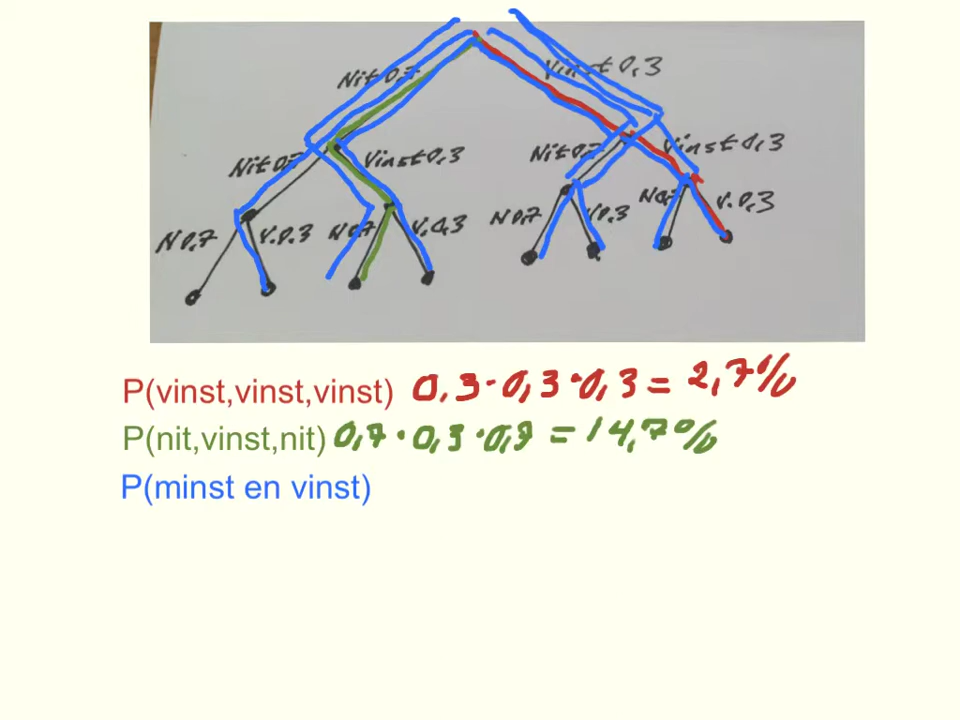 Nit 0,7 Vinst 0,3
Nit 0,7 Vinst 0,3 Nit 0,7 Vinst 0,3
N 0,7 V. 0.3 N 0,7 V. 0,3 N 0,7 V 0,3 N 0,7 V. 0,3
P(vinst,vinst,vinst) 0,3·0,3·0,3 = 2,7%
P(nit,vinst,nit) 0,7·0,3·0,7 = 14,7%
P(minst en vinst)